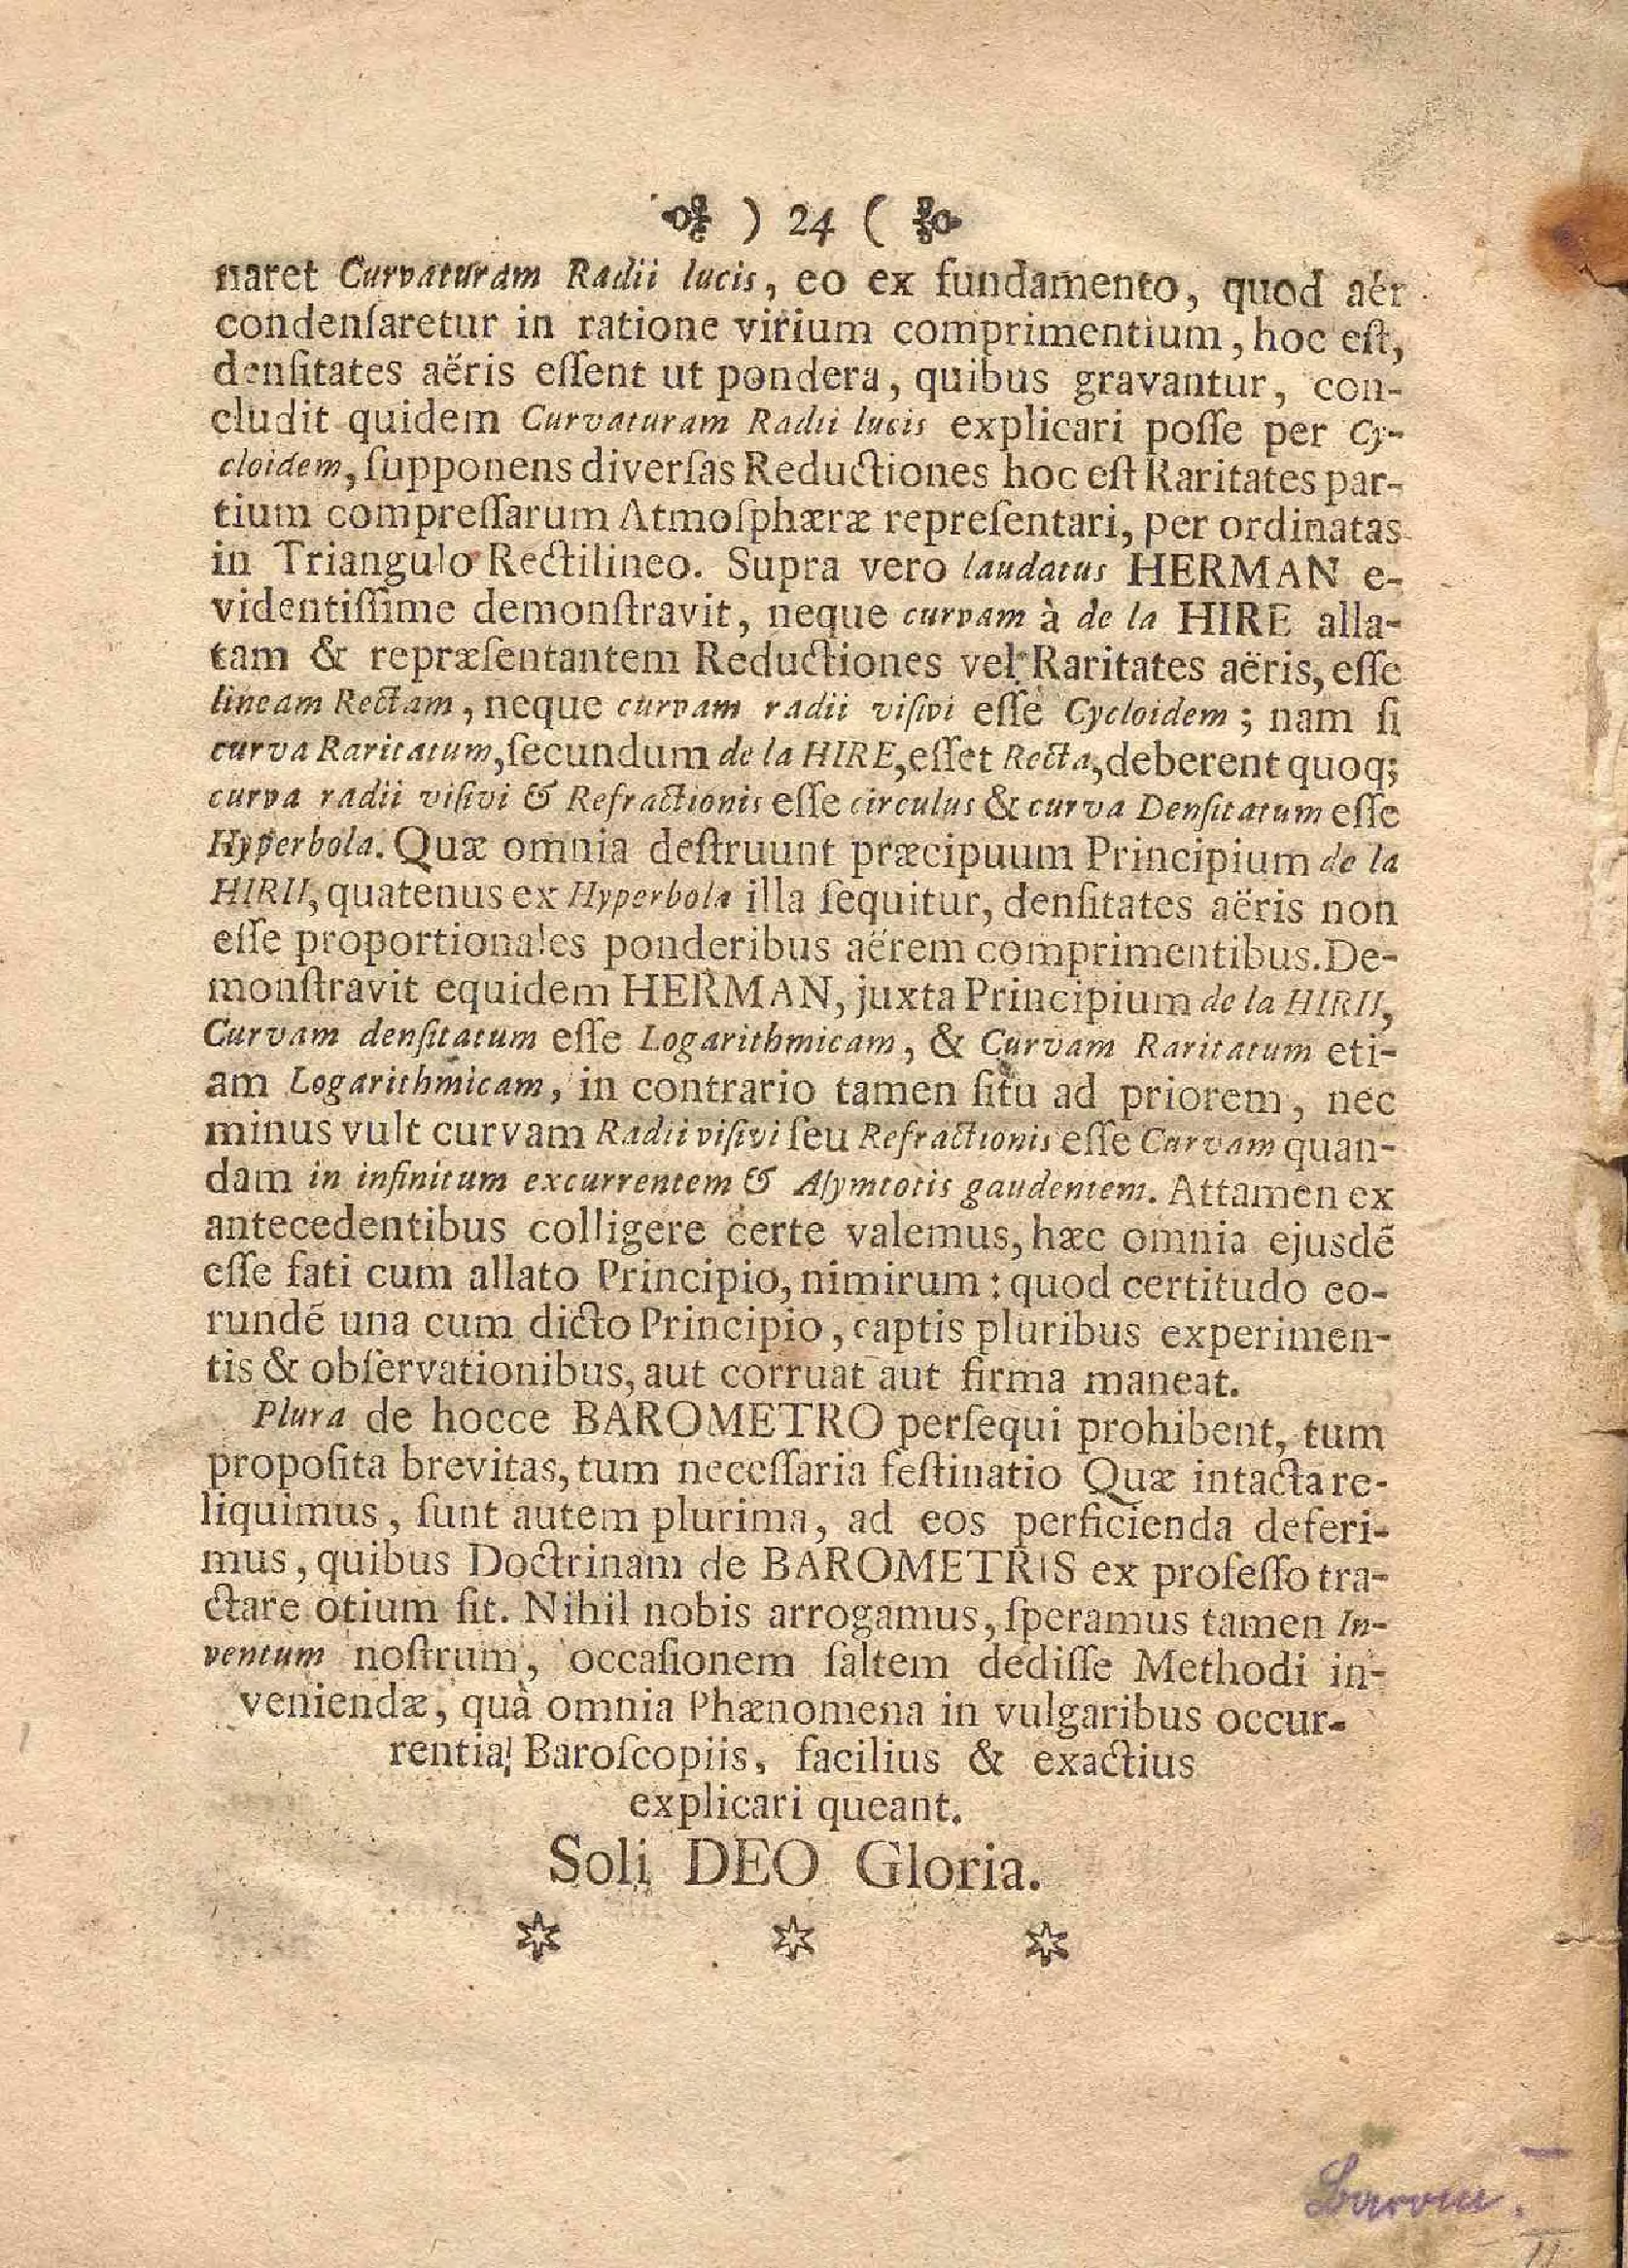 ) 24 (
naret Curvaturam Radii lucis, eo ex fundamento, quod aër
condenſaretur in ratione virium comprimentium, hoc eſt,
denſitates aëris eſſent ut pondera, quibus gravantur, con-
cludit quidem Curvaturam Radii lucis explicari poſſe per Cy-
cloidem, ſupponens diverſas Reductiones hoc eſt Raritates par-
tium compreſſarum Atmoſphæræ repreſentari, per ordinatas
in Triangulo Rectilineo. Supra vero laudatus HERMAN e-
videntiſſime demonſtravit, neque curvam à de la HIRE alla-
tam & repræſentantem Reductiones vel Raritates aëris, eſſe
lineam Rectam, neque curvam radii viſivi eſſe Cycloidem; nam ſi
curva Raritatum, ſecundum de la HIRE, eſſet Recta, deberent quoq;
curva radii viſivi & Refractionis eſſe circulus & curva Denſitatum eſſe
Hyperbola. Quæ omnia deſtruunt præcipuum Principium de la
HIRII, quatenus ex Hyperbola illa ſequitur, denſitates aëris non
eſſe proportionales ponderibus aërem comprimentibus. De-
monſtravit equidem HERMAN, juxta Principium de la HIRII,
Curvam denſitatum eſſe Logarithmicam, & Curvam Raritatum eti-
am Logarithmicam, in contrario tamen ſitu ad priorem, nec
minus vult curvam Radii viſivi ſeu Refractionis eſſe Curvam quan-
dam in infinitum excurrentem & Aſymtotis gaudentem. Attamen ex
antecedentibus colligere certe valemus, hæc omnia ejusdē
eſſe fati cum allato Principio, nimirum: quod certitudo eo-
rundē una cum dicto Principio, captis pluribus experimen-
tis & obſervationibus, aut corruat aut firma maneat.
Plura de hocce BAROMETRO perſequi prohibent, tum
propoſita brevitas, tum neceſſaria feſtinatio Quæ intacta re-
liquimus, ſunt autem plurima, ad eos perficienda deferi-
mus, quibus Doctrinam de BAROMETRIS ex profeſſo tra-
ctare otium ſit. Nihil nobis arrogamus, ſperamus tamen In-
ventum noſtrum, occaſionem ſaltem dediſſe Methodi in-
veniendæ, quà omnia Phænomena in vulgaribus occur-
rentia Baroſcopiis, facilius & exactius
explicari queant.
Soli DEO Gloria.